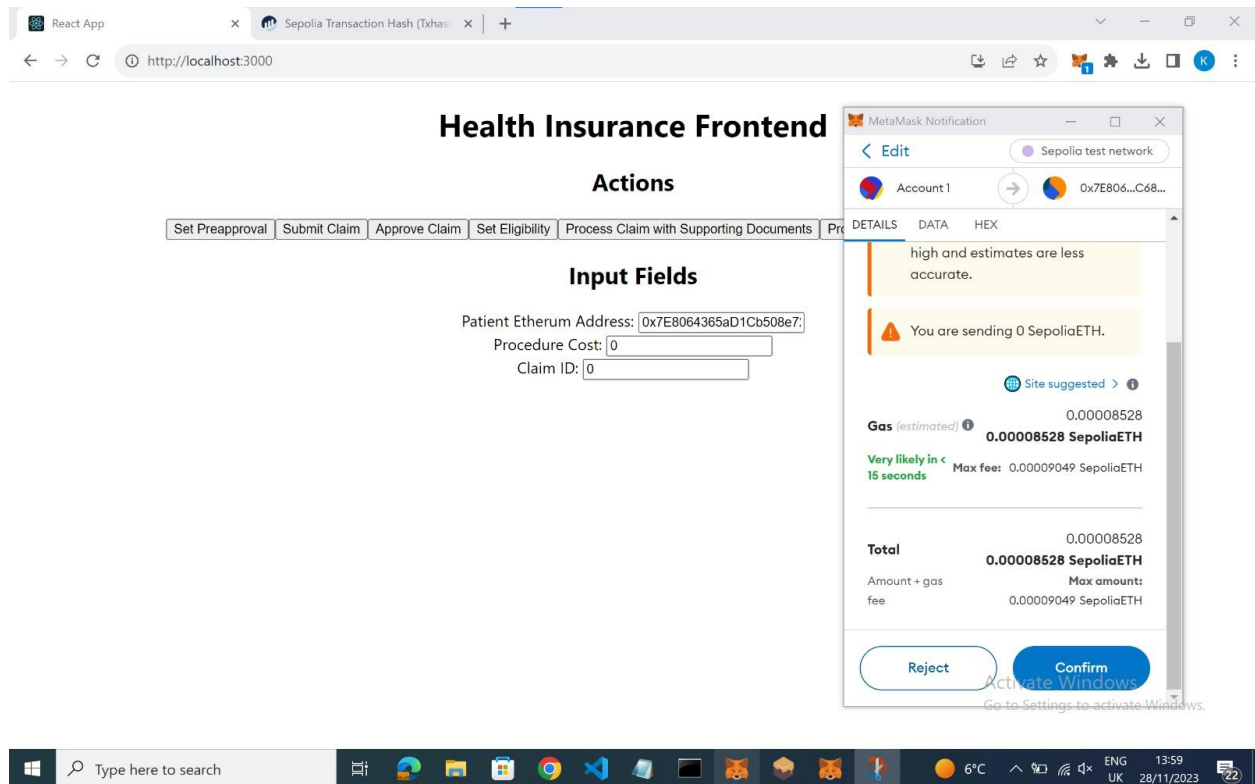 React App
Sepolia Transaction Hash (Txhas
http://localhost:3000
K
1
Health Insurance Frontend
Actions
Set Preapproval Submit Claim Approve Claim Set Eligibility Process Claim with Supporting Documents Pro
Input Fields
Patient Etherum Address: 0x7E8064365aD1Cb508e7
Procedure Cost: 0
Claim ID: 0
MetaMask Notification
Edit Sepolia test network
Account 1 0x7E806...C68...
DETAILS DATA HEX
high and estimates are less
accurate.
You are sending 0 SepoliaETH.
Site suggested >
0.00008528
Gas (estimated) 0.00008528 SepoliaETH
Very likely in < 15 seconds Max fee: 0.00009049 SepoliaETH
0.00008528
Total 0.00008528 SepoliaETH
Amount + gas fee Max amount:
0.00009049 SepoliaETH
Reject Confirm
Activate Windows
Go to Settings to activate Windows.
Type here to search
6°C
ENG
UK
13:59
28/11/2023
22